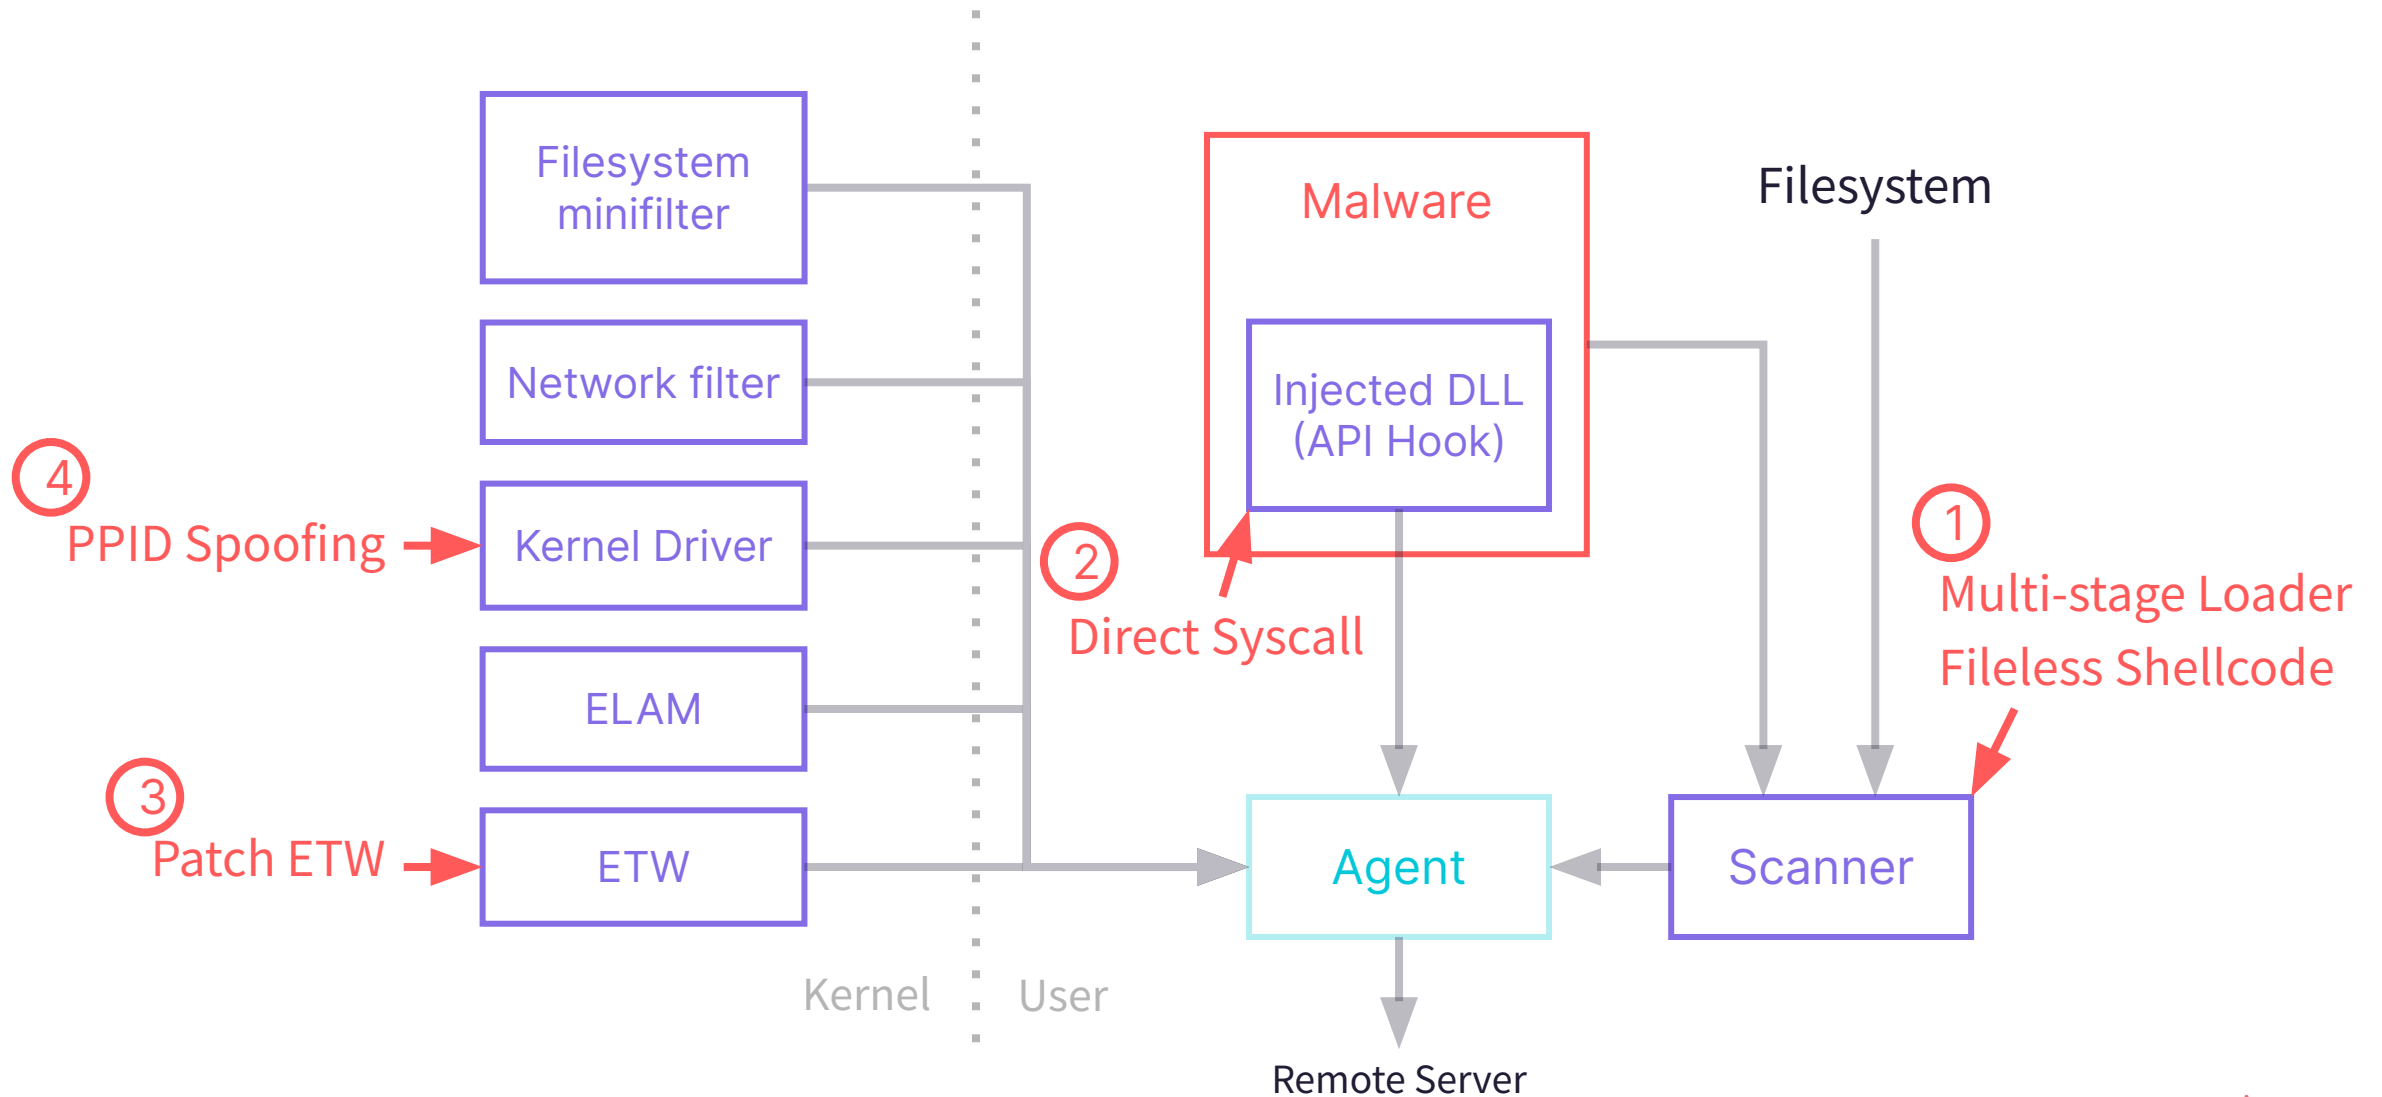 Filesystem
minifilter
Network filter
4
PPID Spoofing
Kernel Driver
ELAM
3
Patch ETW
ETW
Kernel
User
Malware
Injected DLL
(API Hook)
2
Direct Syscall
Filesystem
1
Multi-stage Loader
Fileless Shellcode
Agent
Scanner
Remote Server